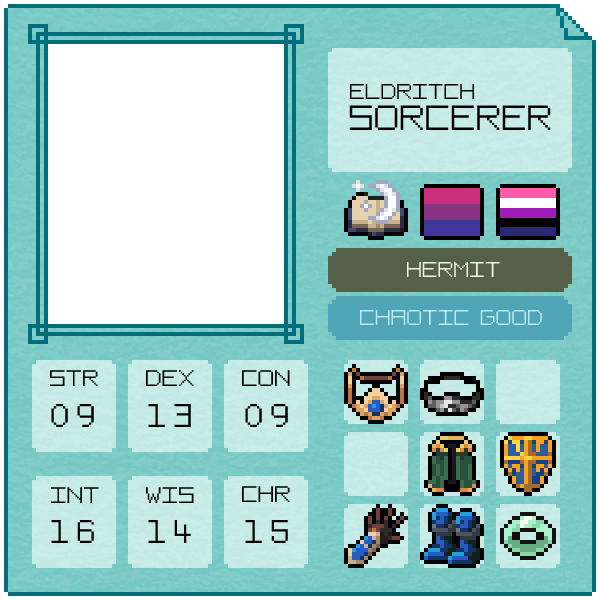 ELDRITCH
SORCERER
HERMIT
CHAOTIC GOOD
STR
09
DEX
13
CON
09
INT
16
WIS
14
CHR
15